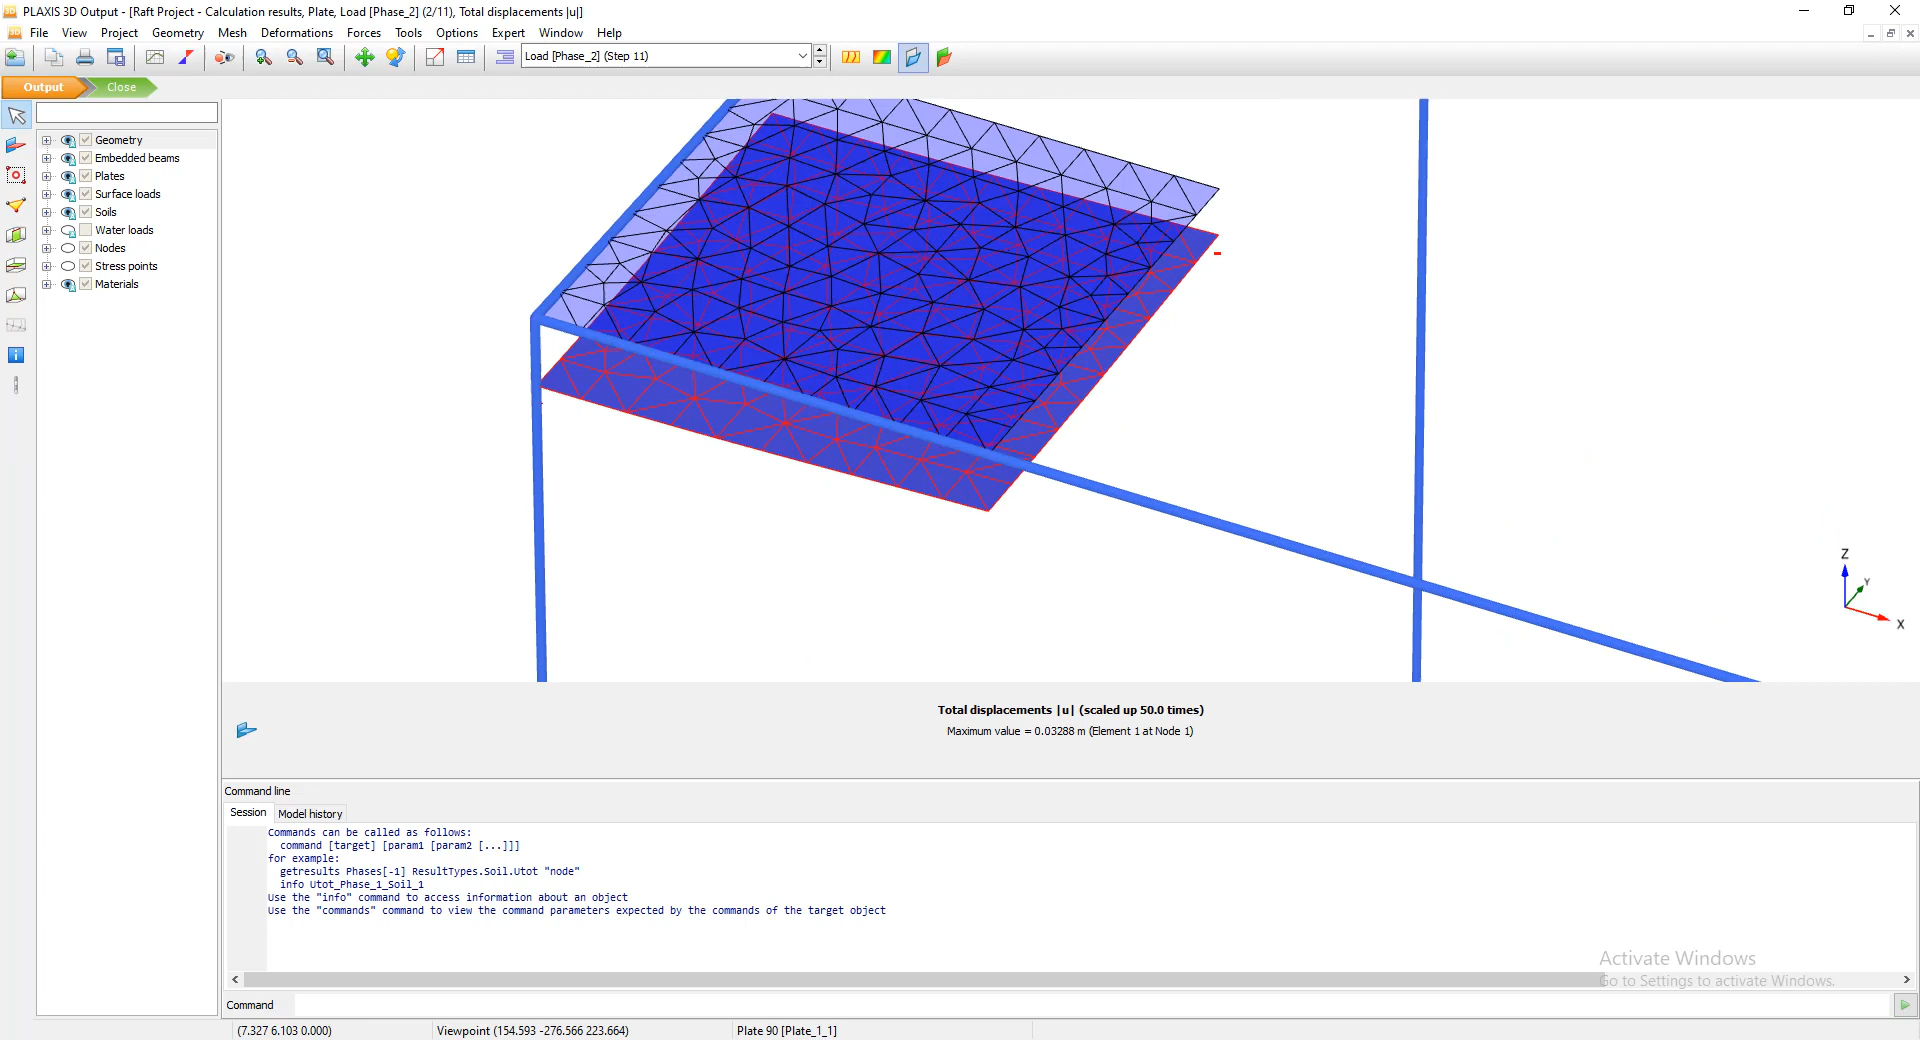 PLAXIS 3D Output - [Raft Project - Calculation results, Plate, Load [Phase_2] (2/11), Total displacements |u|]
File View Project Geometry Mesh Deformations Forces Tools Options Expert Window Help
Load [Phase_2] (Step 11)
Output Close
Geometry
Embedded beams
Plates
Surface loads
Soils
Water loads
Nodes
Stress points
Materials
Z
Y
X
Total displacements |u| (scaled up 50.0 times)
Maximum value = 0.03288 m (Element 1 at Node 1)
Command line
Session Model history
Commands can be called as follows:
command [target] [param1 [param2 [...]]]
for example:
getresults Phases[-1] ResultTypes.Soil.Utot "node"
info Utot_Phase_1_Soil_1
Use the "info" command to access information about an object
Use the "commands" command to view the command parameters expected by the commands of the target object
Activate Windows
Go to Settings to activate Windows.
Command
(7.327 6.103 0.000) Viewpoint (154.593 -276.566 223.664) Plate 90 [Plate_1_1]